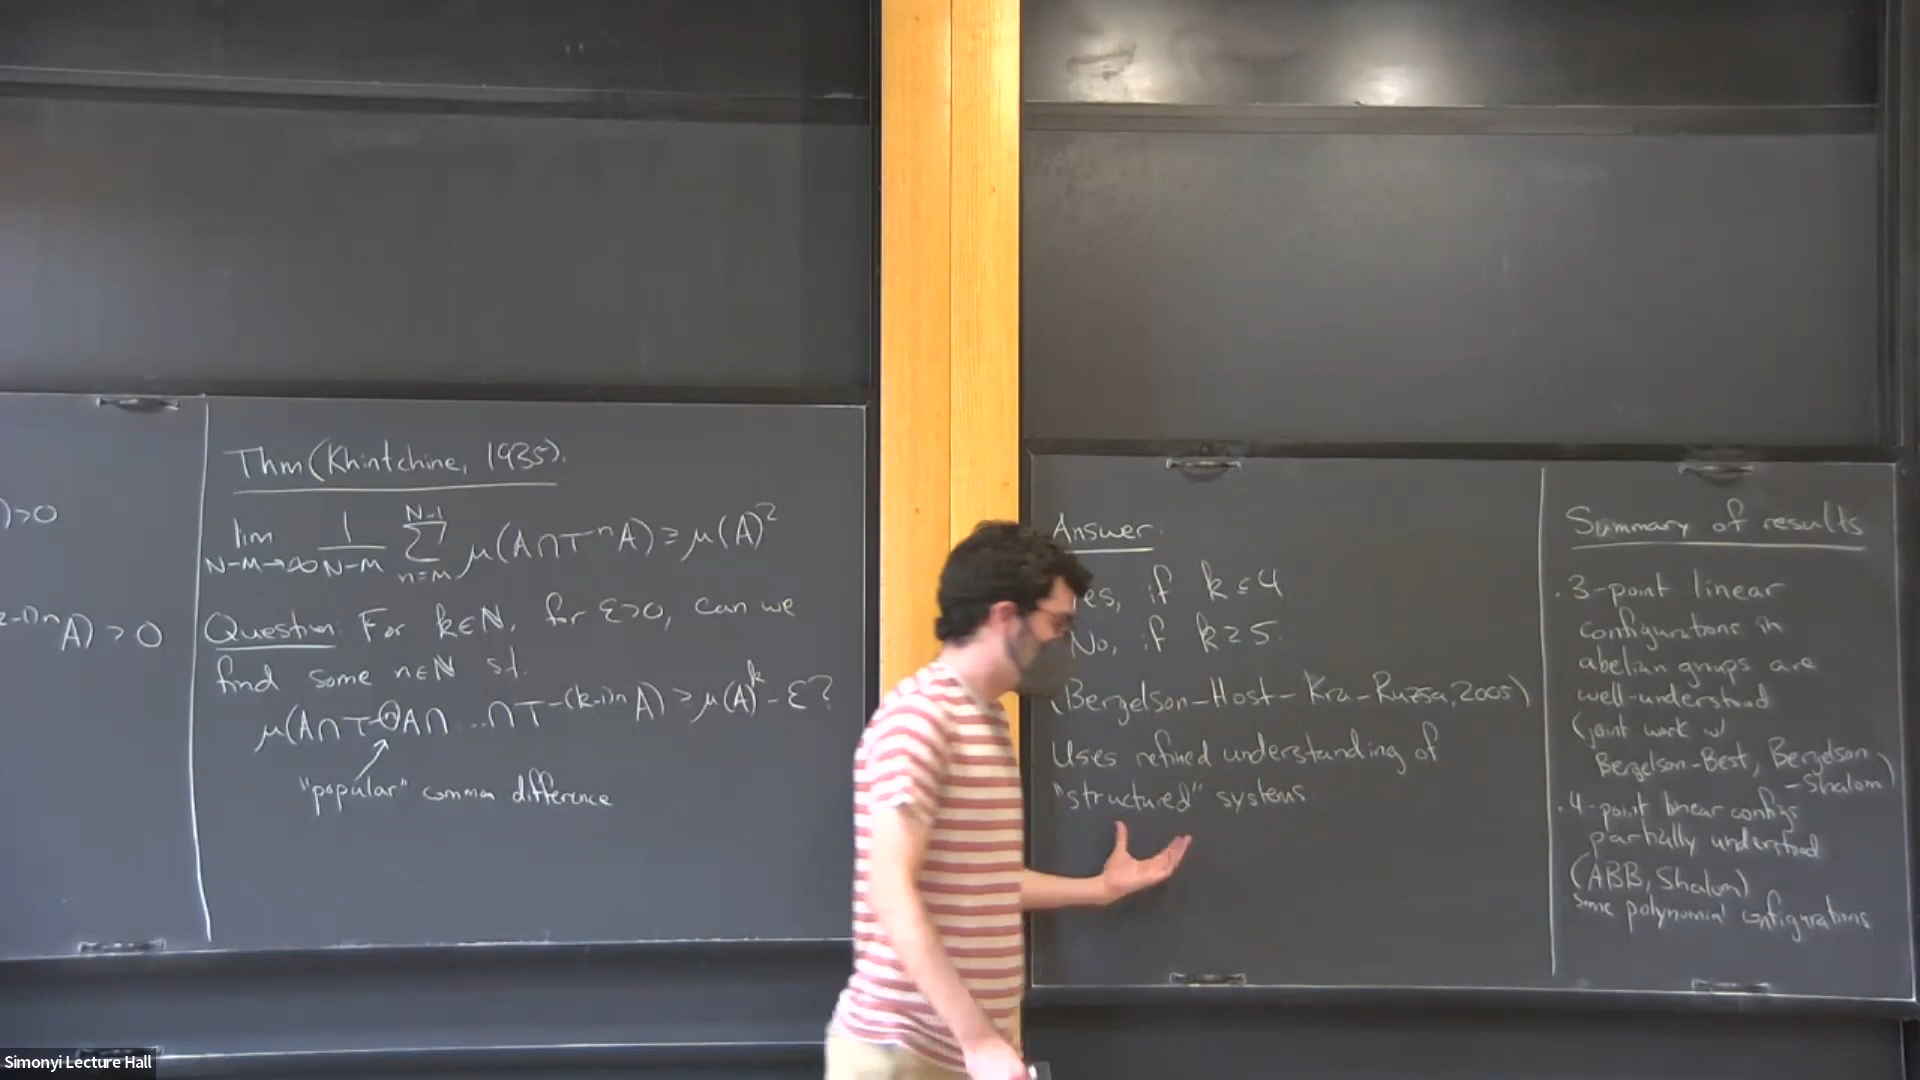 )>0
k-1)n A) > 0
Thm (Khintchine, 1935).
lim 1/(N-M) N-1 Σ n=M μ(A∩T⁻ⁿA) ≥ μ(A)²
N-M→∞
Question: For k∈ℕ, for ε>0, can we
find some n∈ℕ st.
μ(A∩T⁻ⁿA∩ ...∩T^-(k-1)n A) ≥ μ(A)^k - ε?
"popular" common difference
Answer:
Yes, if k ≤ 4
No, if k ≥ 5.
(Bergelson-Host-Kra-Ruzsa, 2005)
Uses refined understanding of
"structured" systems.
Summary of results
· 3-point linear
configurations in
abelian groups are
well-understood
(joint work w/
Bergelson-Best, Bergelson
-Shalom)
· 4-point linear configs
partially understood
(ABB, Shalom)
some polynomial configurations
Simonyi Lecture Hall